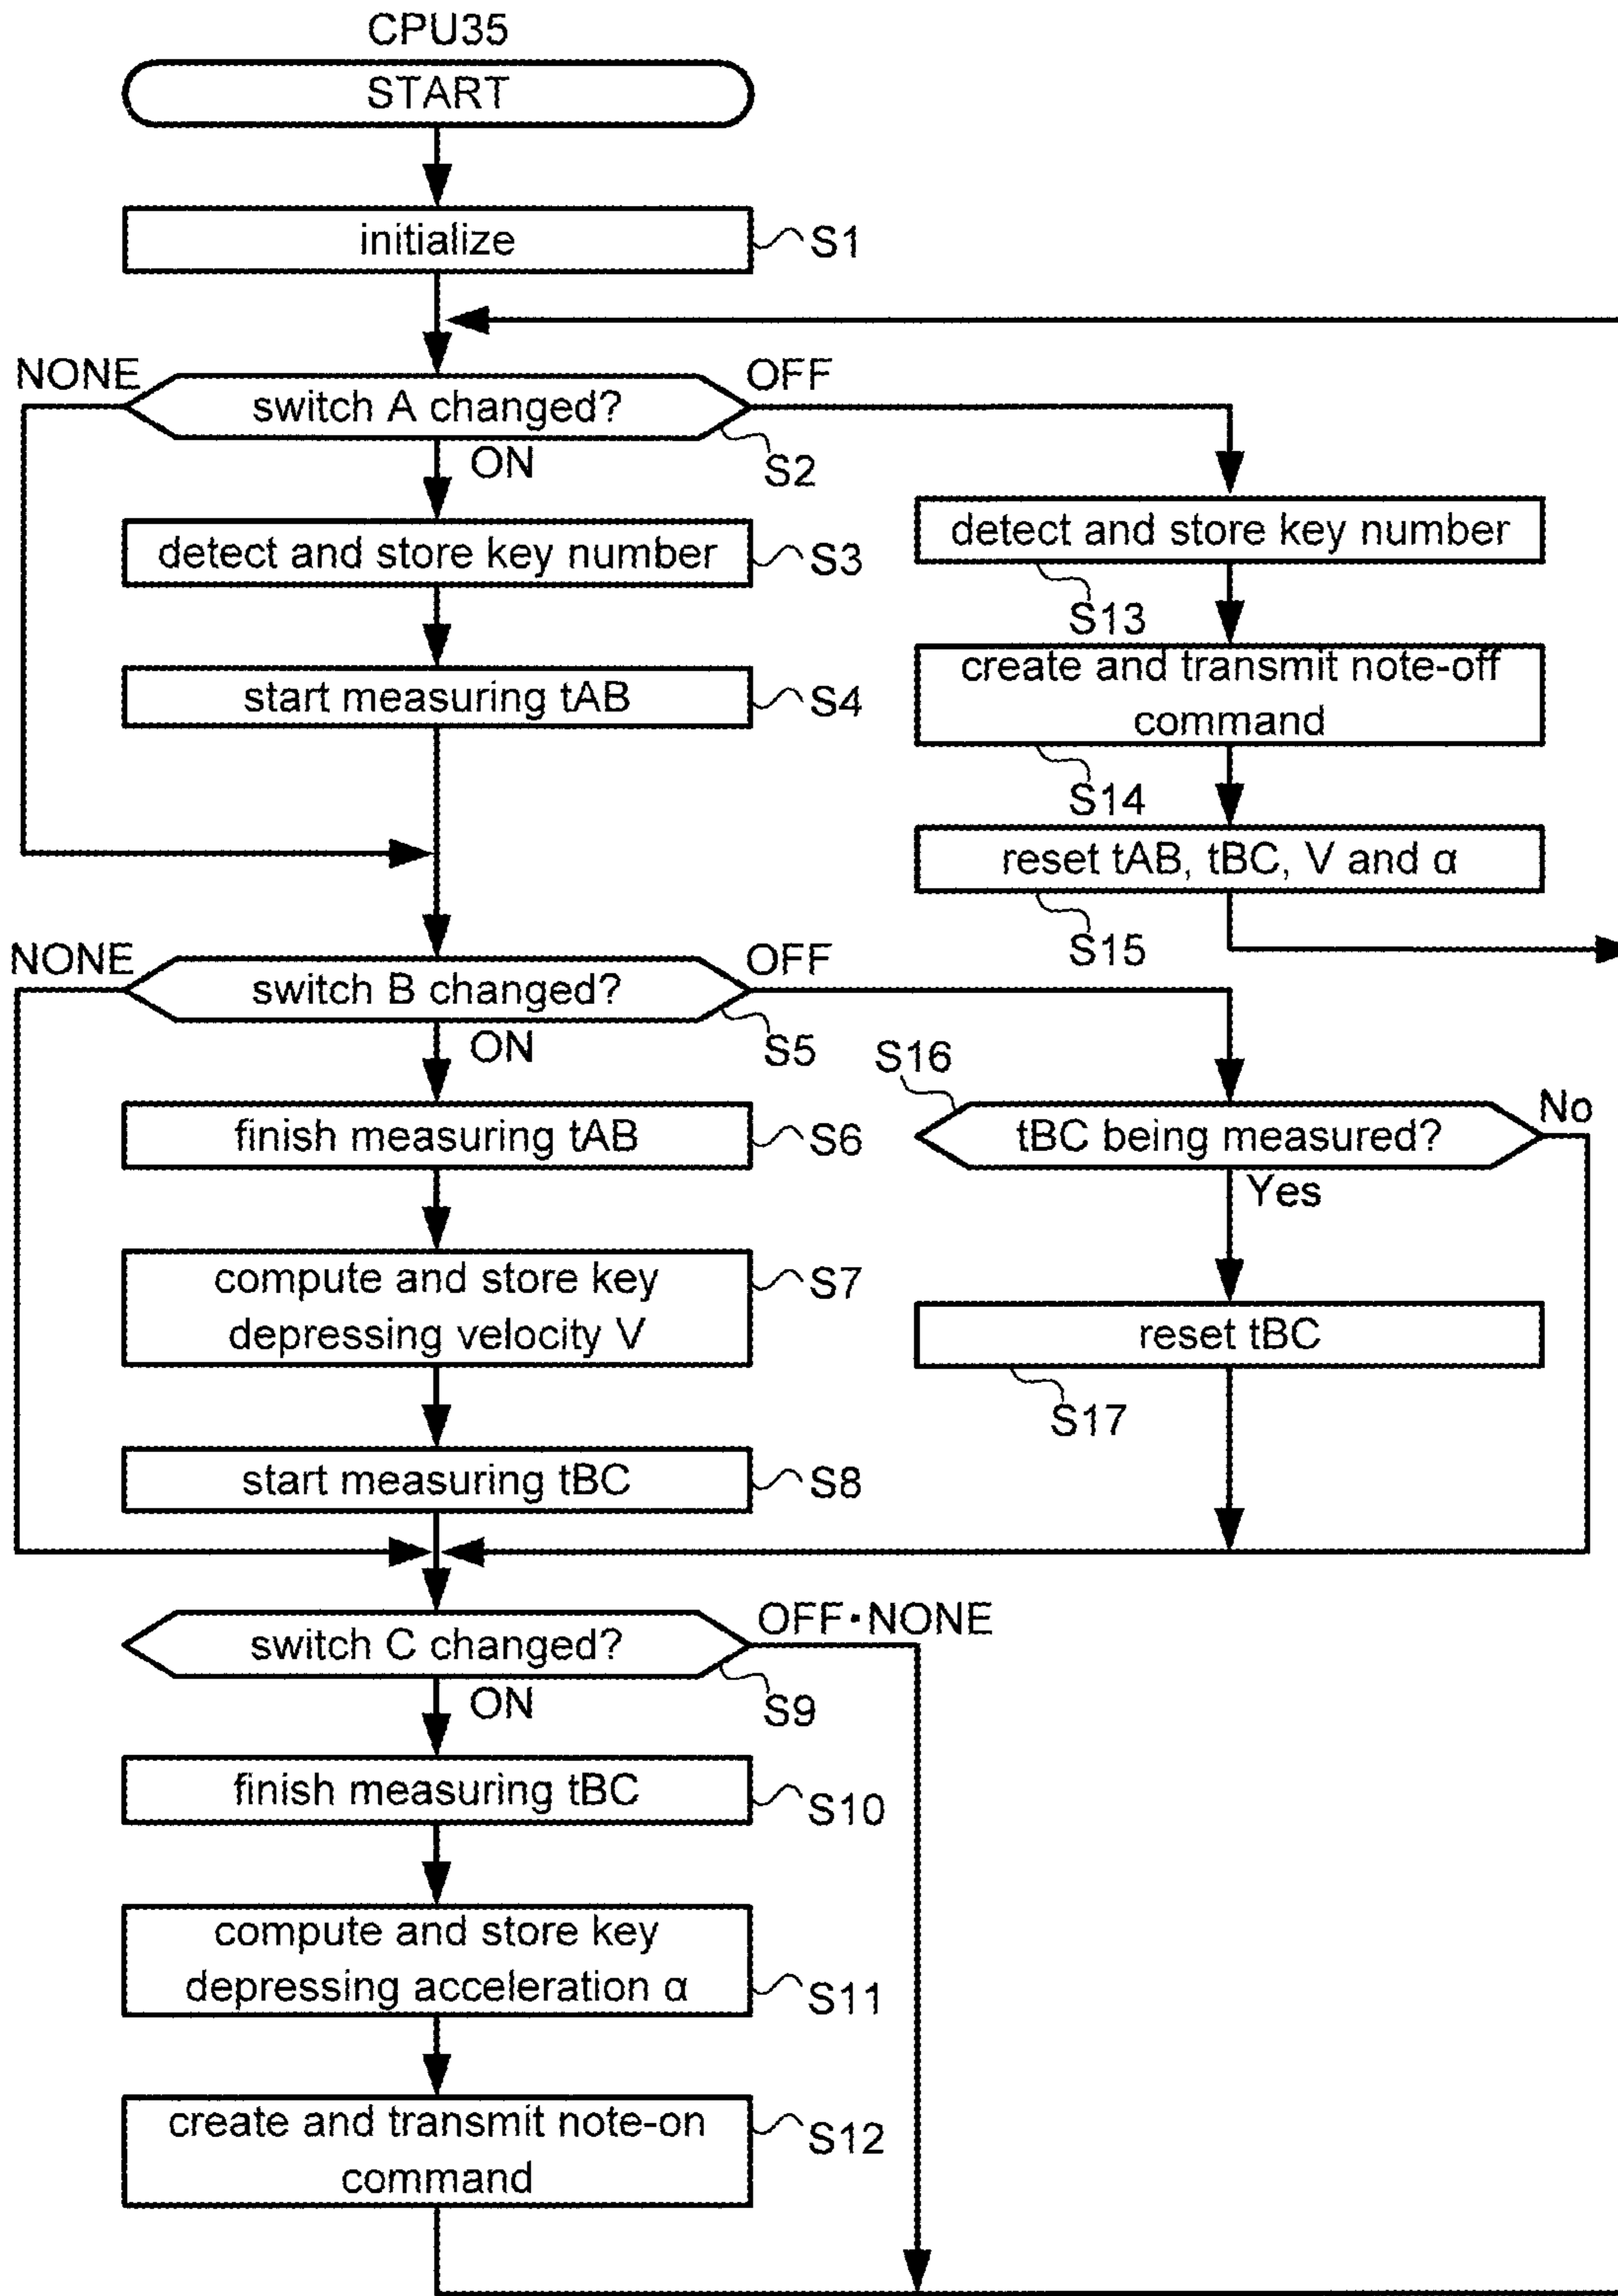 CPU35
START
initialize
S1
NONE
switch A changed?
OFF
S2
ON
detect and store key number
S3
start measuring tAB
S4
detect and store key number
S13
create and transmit note-off
command
S14
reset tAB, tBC, V and α
S15
NONE
switch B changed?
OFF
S5
ON
finish measuring tAB
S6
compute and store key
depressing velocity V
S7
start measuring tBC
S8
S16
tBC being measured?
No
Yes
reset tBC
S17
switch C changed?
OFF·NONE
S9
ON
finish measuring tBC
S10
compute and store key
depressing acceleration α
S11
create and transmit note-on
command
S12